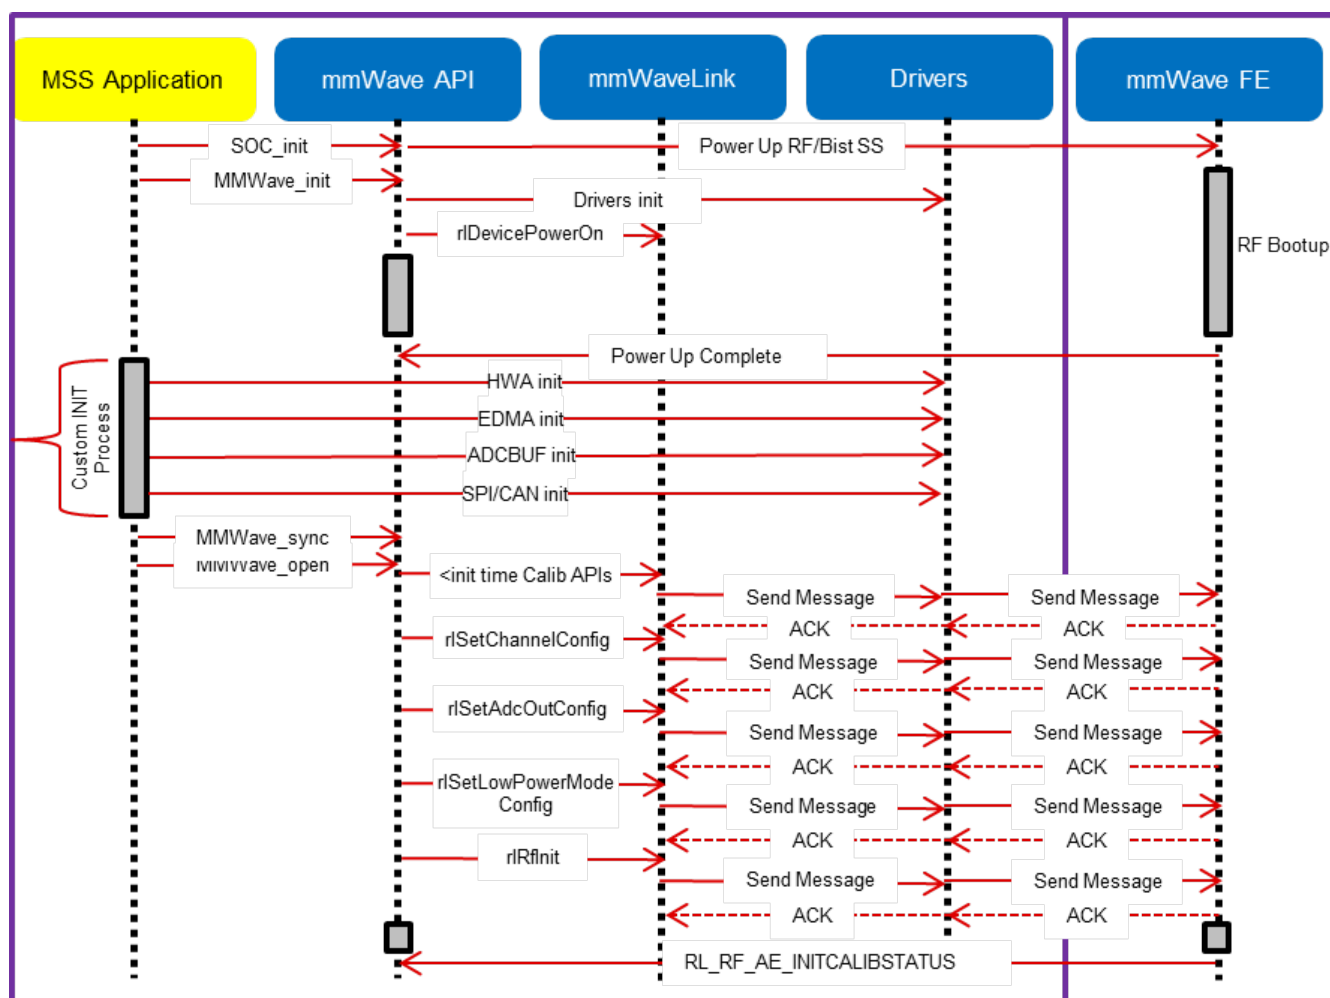 MSS Application
mmWave API
mmWaveLink
Drivers
mmWave FE
SOC_init
Power Up RF/Bist SS
MMWave_init
Drivers init
rlDevicePowerOn
RF Bootup
Power Up Complete
Custom INIT
Process
HWA init
EDMA init
ADCBUF init
SPI/CAN init
MMWave_sync
MMWave_open
<init time Calib APIs
Send Message
Send Message
ACK
ACK
rlSetChannelConfig
Send Message
Send Message
ACK
ACK
rlSetAdcOutConfig
Send Message
Send Message
ACK
ACK
rlSetLowPowerMode
Config
Send Message
Send Message
ACK
ACK
rlRfInit
Send Message
Send Message
ACK
ACK
RL_RF_AE_INITCALIBSTATUS